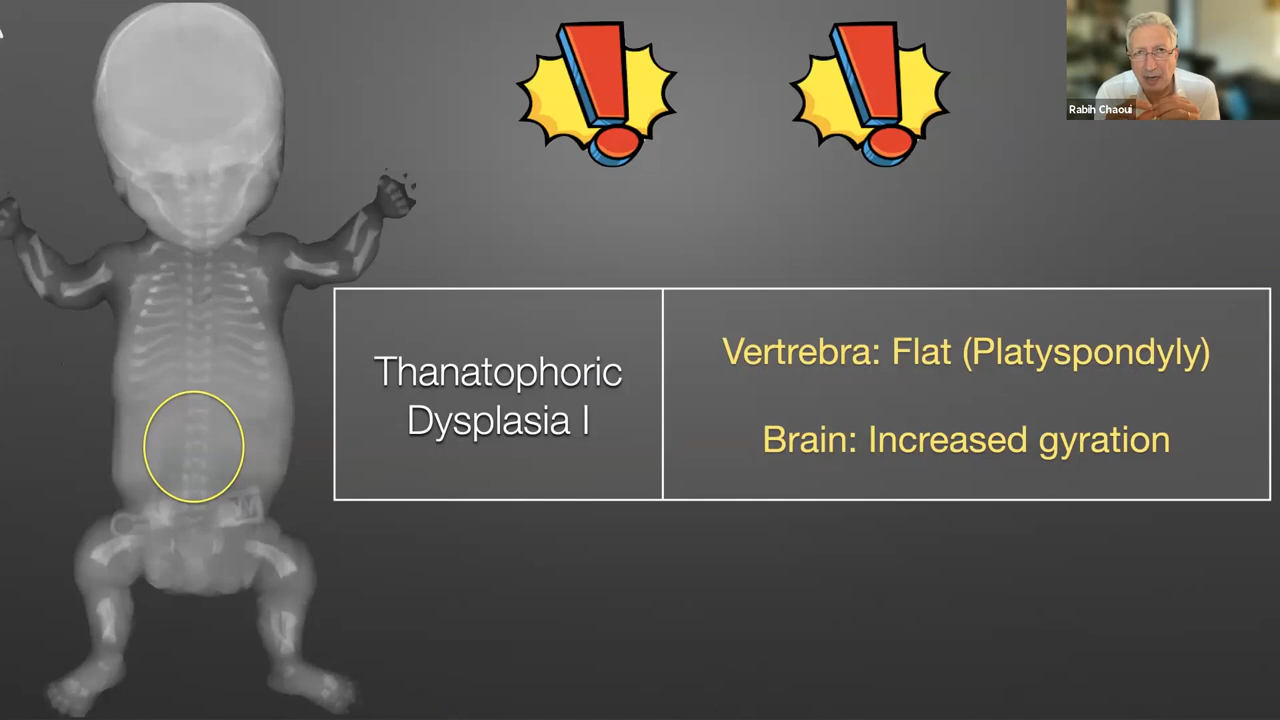 Rabih Chaoui
Thanatophoric
Dysplasia I
Vertrebra: Flat (Platyspondyly)
Brain: Increased gyration